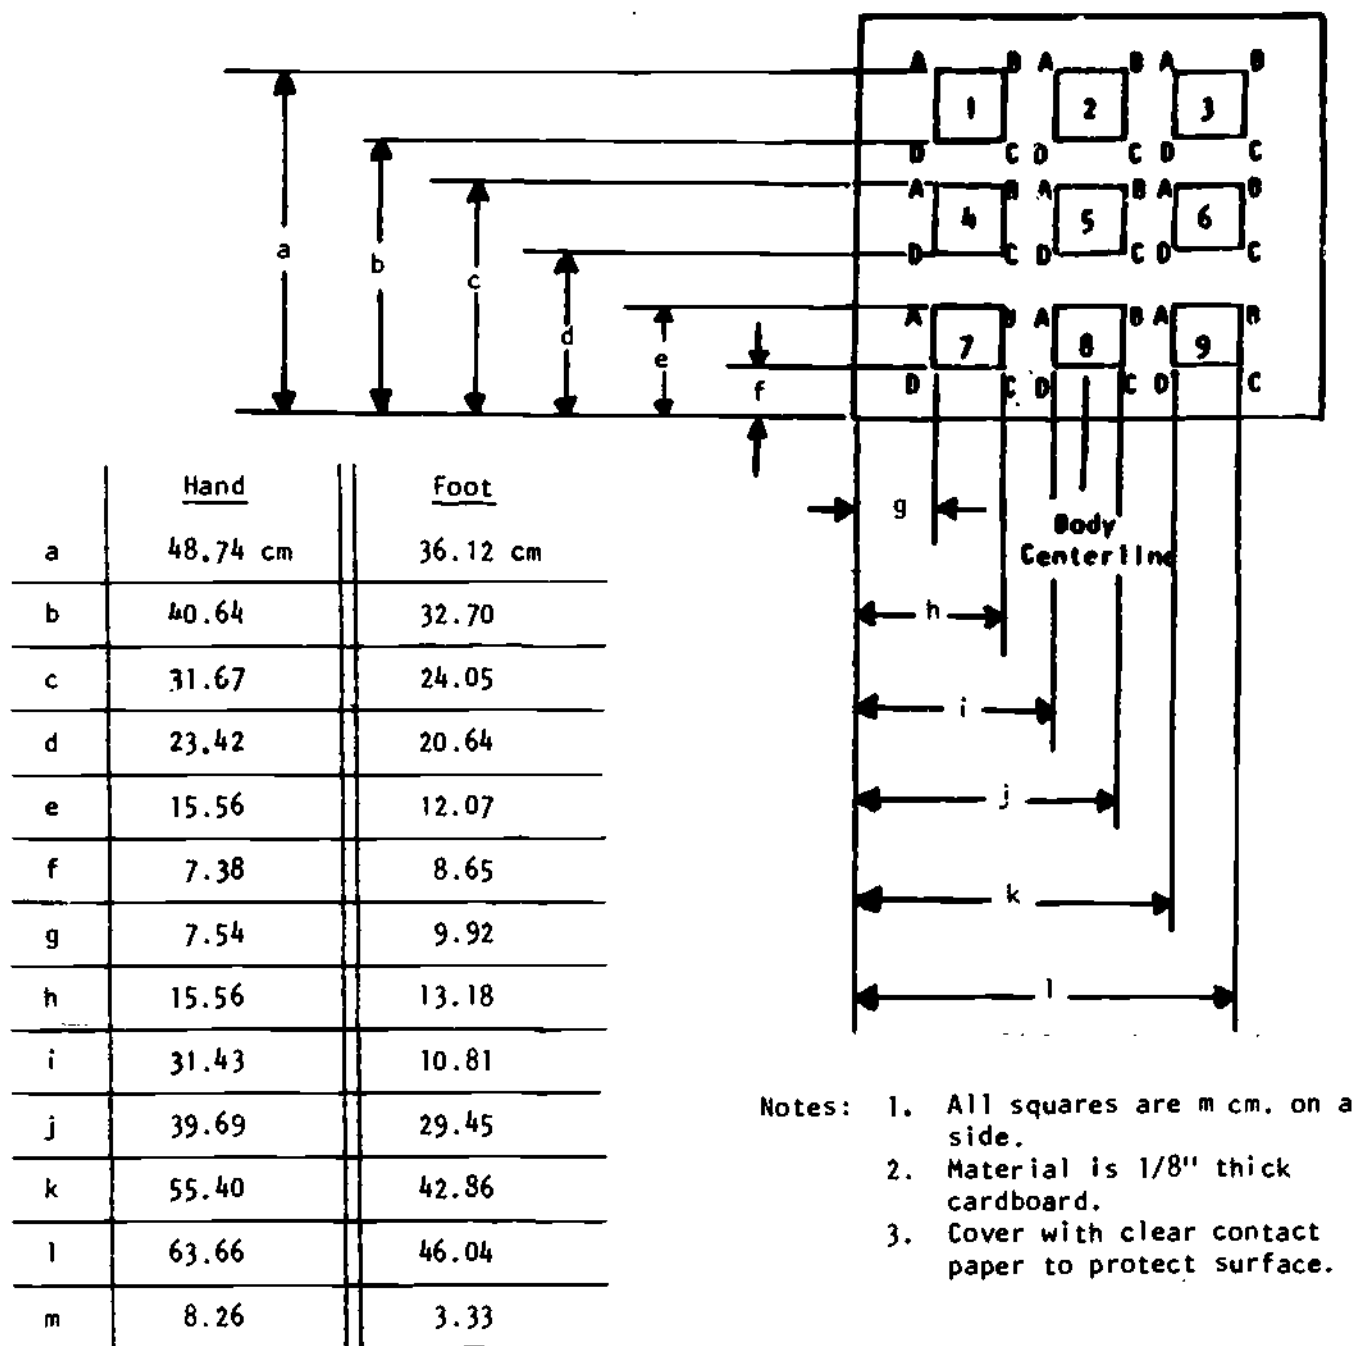 A B A B A B
1 2 3
D C D C D C
A B A B A B
4 5 6
D C D C D C
A B A B A B
7 8 9
D C D C D C
a
b
c
d
e
f
g
Body
Centerline
h
i
j
k
l
Hand Foot
a 48.74 cm 36.12 cm
b 40.64 32.70
c 31.67 24.05
d 23.42 20.64
e 15.56 12.07
f 7.38 8.65
g 7.54 9.92
h 15.56 13.18
i 31.43 10.81
j 39.69 29.45
k 55.40 42.86
l 63.66 46.04
m 8.26 3.33
Notes: 1. All squares are m cm. on a
side.
2. Material is 1/8" thick
cardboard.
3. Cover with clear contact
paper to protect surface.